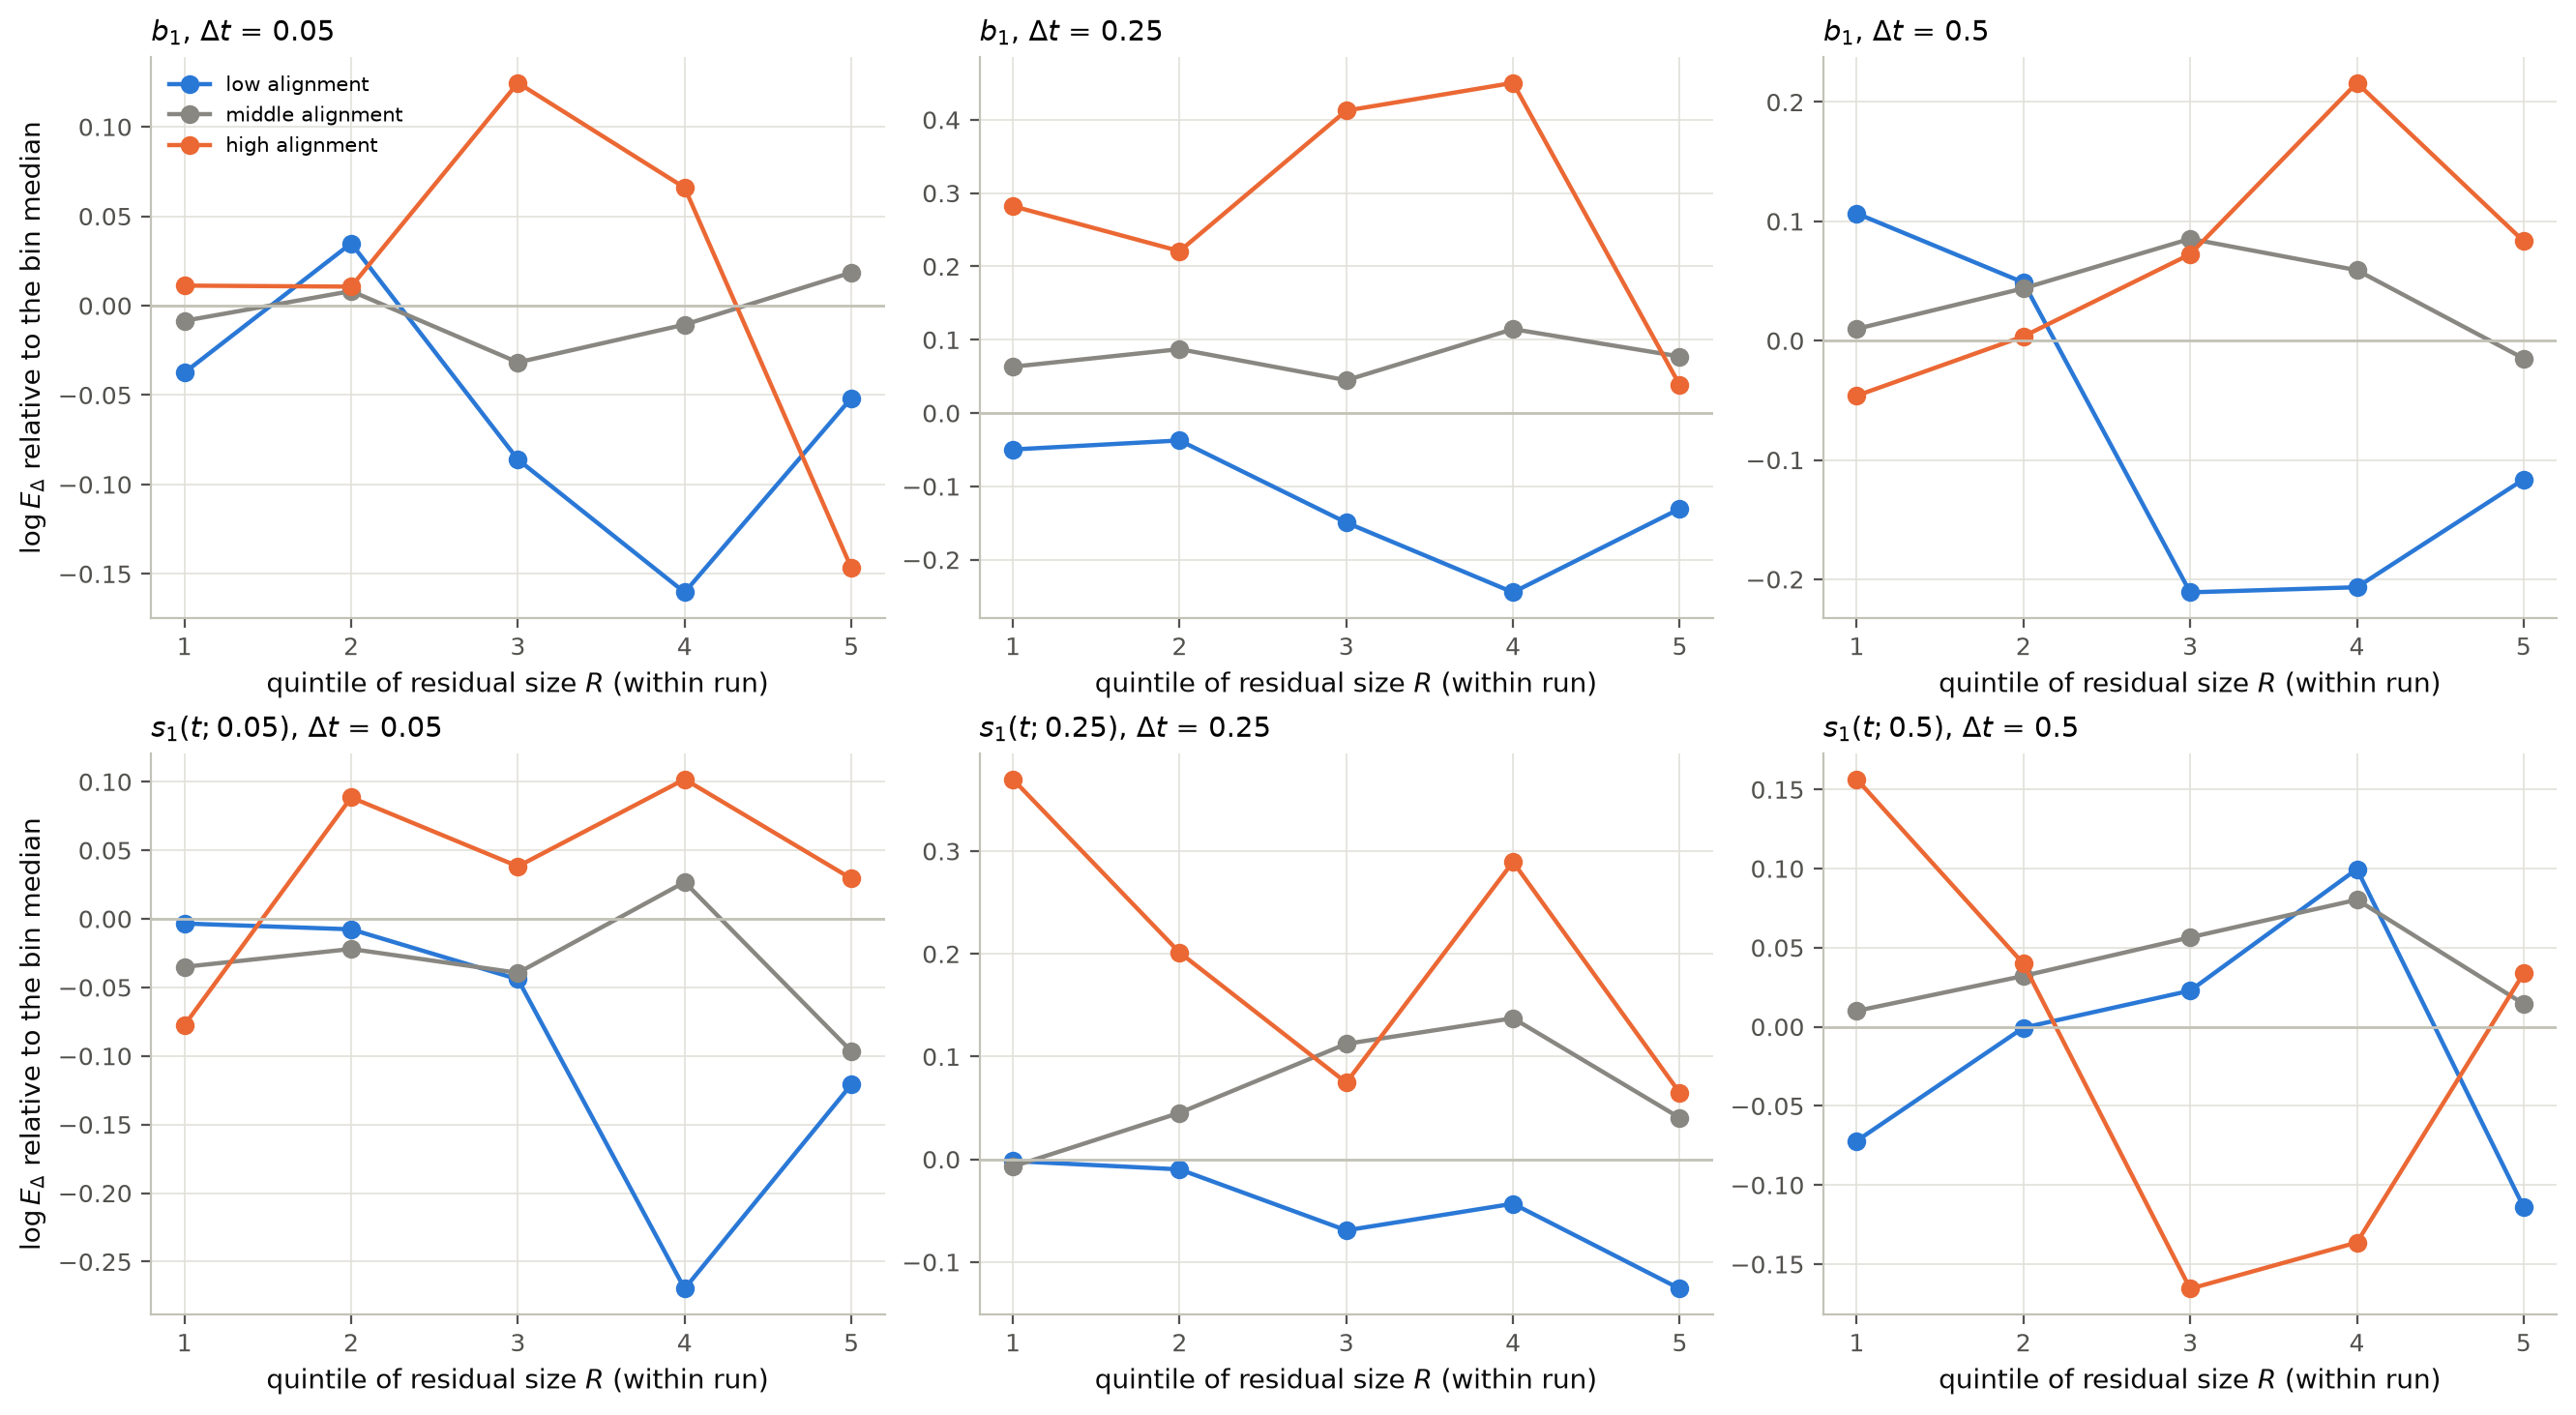 b₁, Δt = 0.05
low alignment
middle alignment
high alignment
0.10
0.05
0.00
−0.05
−0.10
−0.15
log E_Δ relative to the bin median
1 2 3 4 5
quintile of residual size R (within run)
b₁, Δt = 0.25
0.4
0.3
0.2
0.1
0.0
−0.1
−0.2
1 2 3 4 5
quintile of residual size R (within run)
b₁, Δt = 0.5
0.2
0.1
0.0
−0.1
−0.2
1 2 3 4 5
quintile of residual size R (within run)
s₁(t; 0.05), Δt = 0.05
0.10
0.05
0.00
−0.05
−0.10
−0.15
−0.20
−0.25
log E_Δ relative to the bin median
1 2 3 4 5
quintile of residual size R (within run)
s₁(t; 0.25), Δt = 0.25
0.3
0.2
0.1
0.0
−0.1
1 2 3 4 5
quintile of residual size R (within run)
s₁(t; 0.5), Δt = 0.5
0.15
0.10
0.05
0.00
−0.05
−0.10
−0.15
1 2 3 4 5
quintile of residual size R (within run)